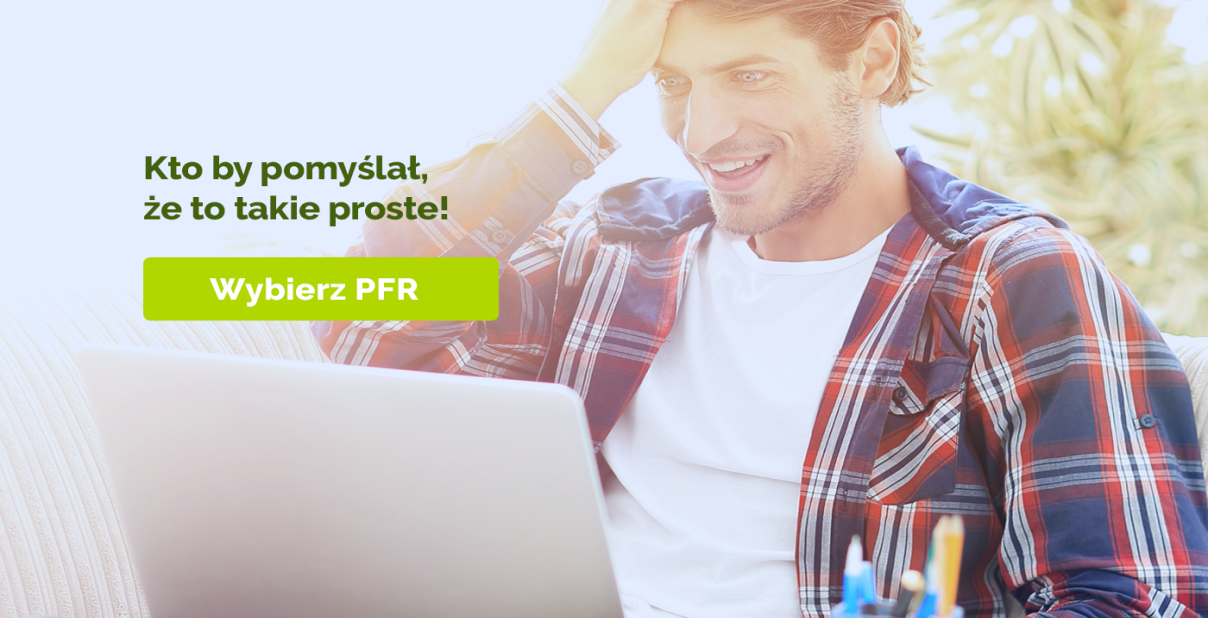 Kto by pomyślał,
że to takie proste!
Wybierz PFR